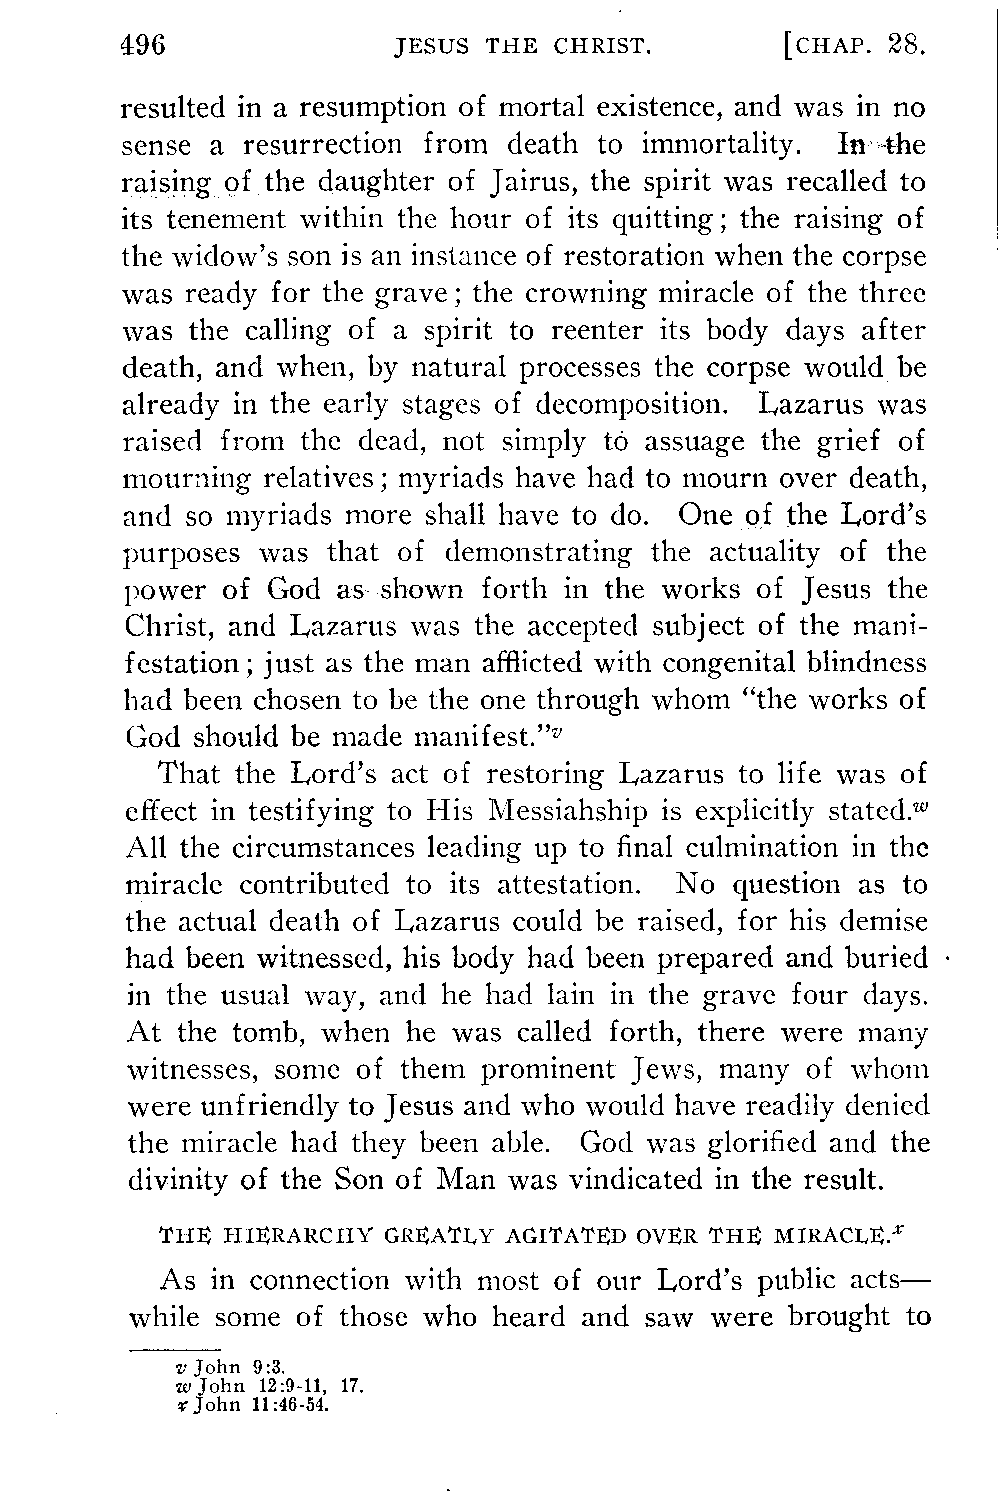 496 JESUS THE CHRIST. [CHAP. 28.
resulted in a resumption of mortal existence, and was in no
sense a resurrection from death to immortality. In the
raising of the daughter of Jairus, the spirit was recalled to
its tenement within the hour of its quitting; the raising of
the widow's son is an instance of restoration when the corpse
was ready for the grave; the crowning miracle of the three
was the calling of a spirit to reenter its body days after
death, and when, by natural processes the corpse would be
already in the early stages of decomposition. Lazarus was
raised from the dead, not simply to assuage the grief of
mourning relatives; myriads have had to mourn over death,
and so myriads more shall have to do. One of the Lord's
purposes was that of demonstrating the actuality of the
power of God as shown forth in the works of Jesus the
Christ, and Lazarus was the accepted subject of the mani-
festation; just as the man afflicted with congenital blindness
had been chosen to be the one through whom "the works of
God should be made manifest."v
That the Lord's act of restoring Lazarus to life was of
effect in testifying to His Messiahship is explicitly stated.w
All the circumstances leading up to final culmination in the
miracle contributed to its attestation. No question as to
the actual death of Lazarus could be raised, for his demise
had been witnessed, his body had been prepared and buried
in the usual way, and he had lain in the grave four days.
At the tomb, when he was called forth, there were many
witnesses, some of them prominent Jews, many of whom
were unfriendly to Jesus and who would have readily denied
the miracle had they been able. God was glorified and the
divinity of the Son of Man was vindicated in the result.
THE HIERARCHY GREATLY AGITATED OVER THE MIRACLE.x
As in connection with most of our Lord's public acts—
while some of those who heard and saw were brought to
v John 9:3.
w John 12:9-11, 17.
x John 11:46-54.